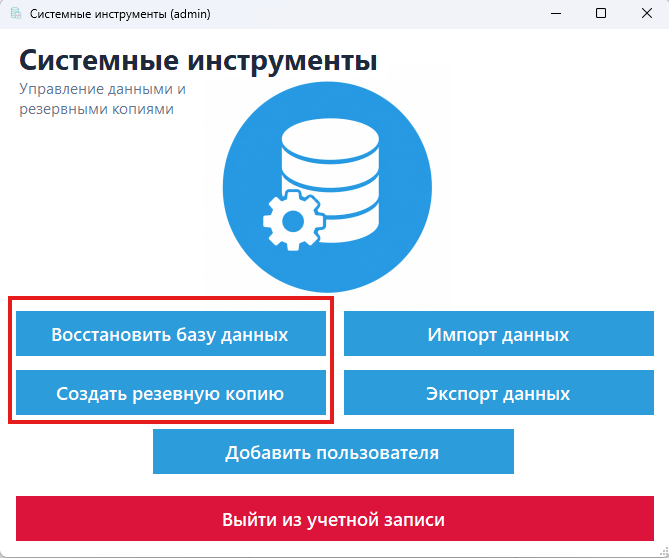 Системные инструменты (admin)
Системные инструменты
Управление данными и
резервными копиями
Восстановить базу данных
Импорт данных
Создать резевную копию
Экспорт данных
Добавить пользователя
Выйти из учетной записи